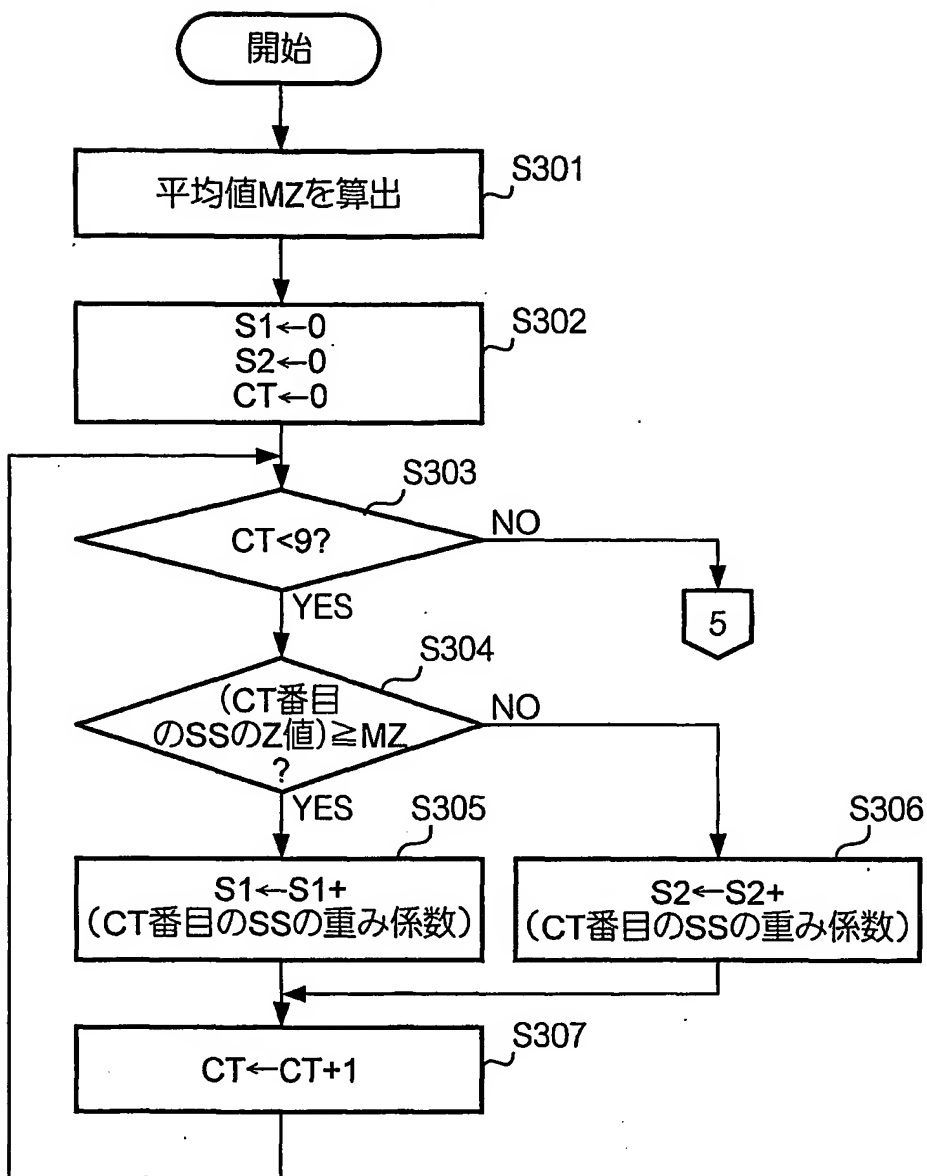 開始
平均値MZを算出
S301
S1←0
S2←0
CT←0
S302
S303
CT<9?
NO
YES
5
S304
(CT番目
のSSのZ値)≧MZ
?
NO
YES
S305
S1←S1+
(CT番目のSSの重み係数)
S306
S2←S2+
(CT番目のSSの重み係数)
S307
CT←CT+1